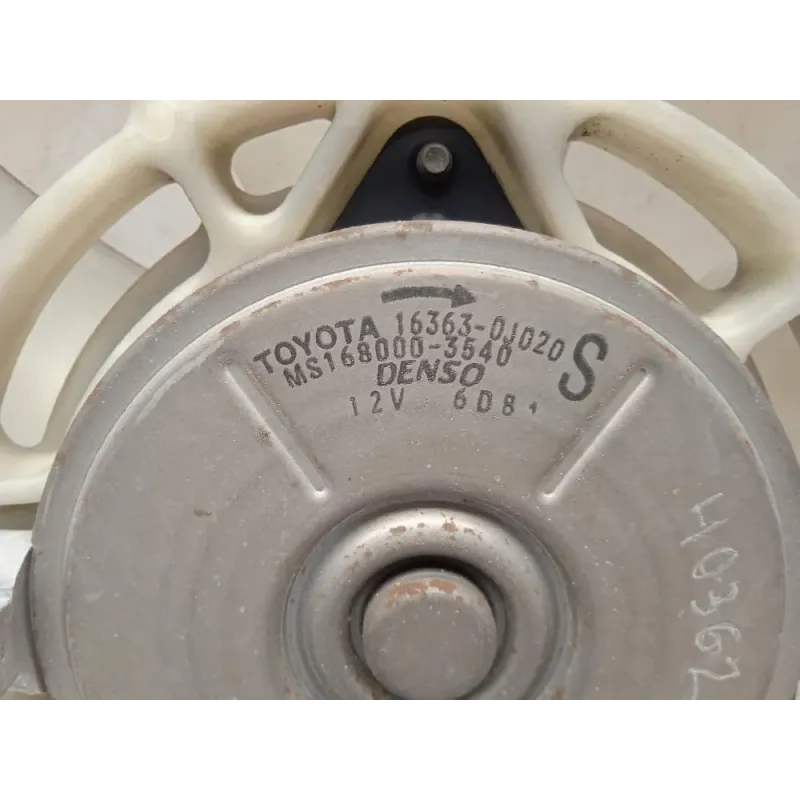 TOYOTA 16363-0J020
MS168000-3540 S
DENSO
12V 6D8
40362